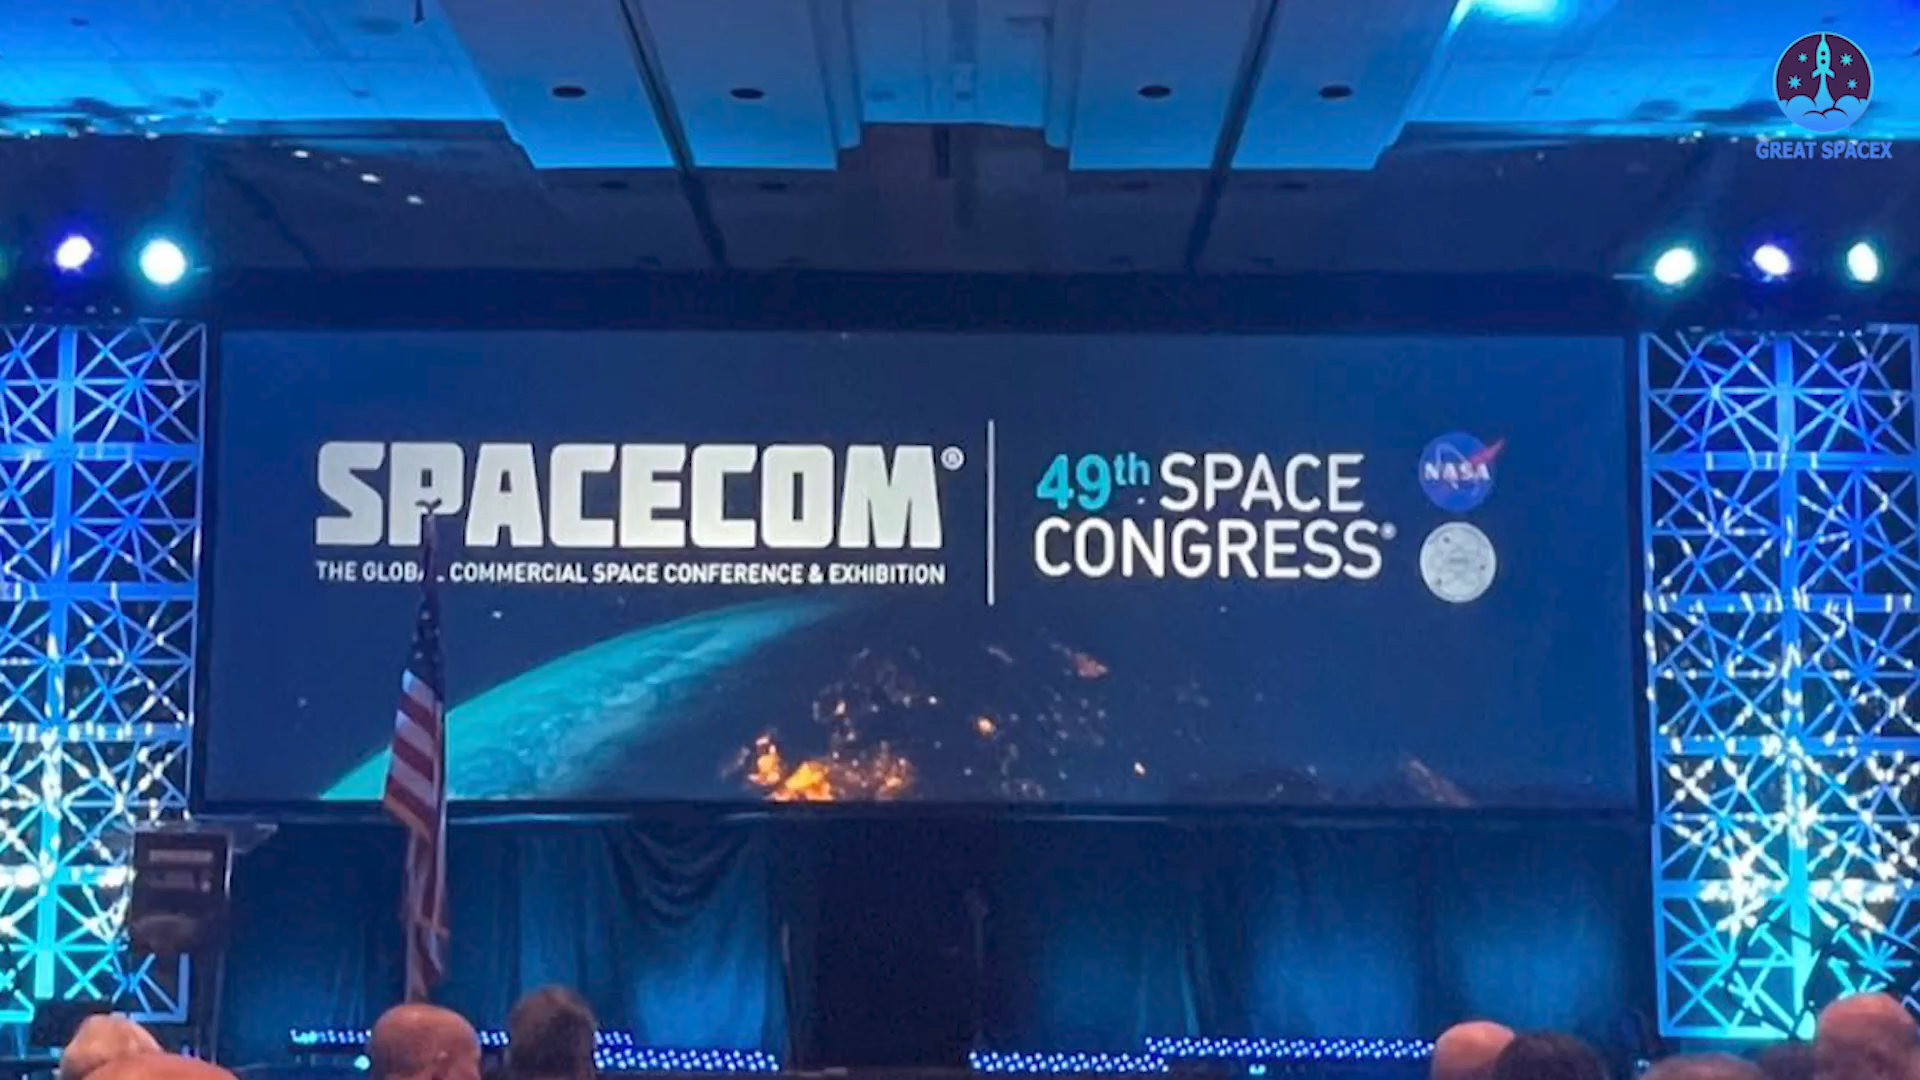 GREAT SPACEX
SPACECOM®
THE GLOBAL COMMERCIAL SPACE CONFERENCE & EXHIBITION
49th SPACE
CONGRESS®
NASA